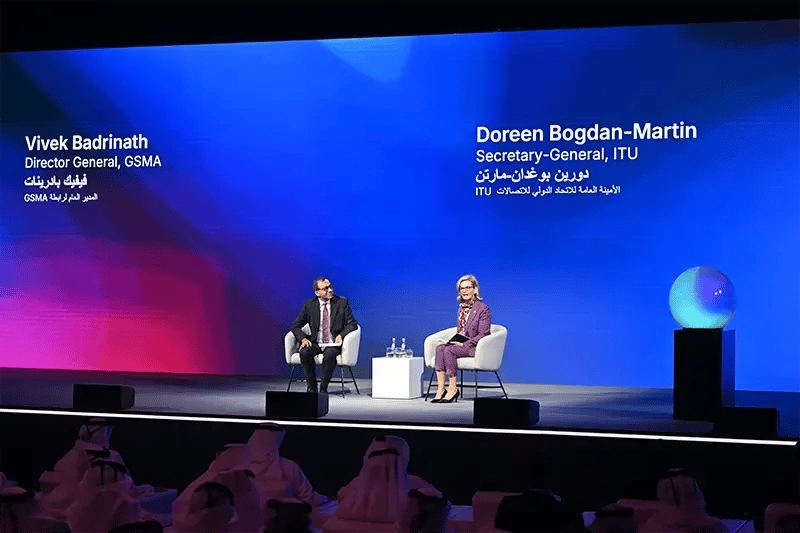 Vivek Badrinath
Director General, GSMA
فيفيك بادرينات
المدير العام لرابطة GSMA
Doreen Bogdan-Martin
Secretary-General, ITU
دورين بوغدان-مارتن
الأمينة العامة للاتحاد الدولي للاتصالات ITU